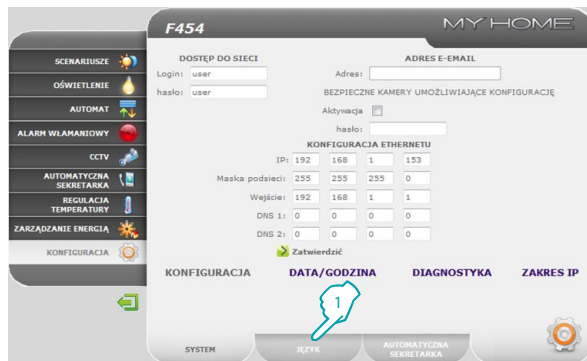 F454
MY HOME
SCENARIUSZE
OŚWIETLENIE
AUTOMAT
ALARM WŁAMANIOWY
CCTV
AUTOMATYCZNA
SEKRETARKA
REGULACJA
TEMPERATURY
ZARZĄDZANIE ENERGIĄ
KONFIGURACJA
DOSTĘP DO SIECI
Login: user
hasło: user
ADRES E-EMAIL
Adres:
BEZPIECZNE KAMERY UMOŻLIWIAJĄCE KONFIGURACJĘ
Aktywacja
hasło:
KONFIGURACJA ETHERNETU
IP: 192 168 1 153
Maska podsieci: 255 255 255 0
Wejście: 192 168 1 1
DNS 1: 0 0 0 0
DNS 2: 0 0 0 0
Zatwierdzić
KONFIGURACJA DATA/GODZINA DIAGNOSTYKA ZAKRES IP
1
SYSTEM JĘZYK AUTOMATYCZNA
SEKRETARKA